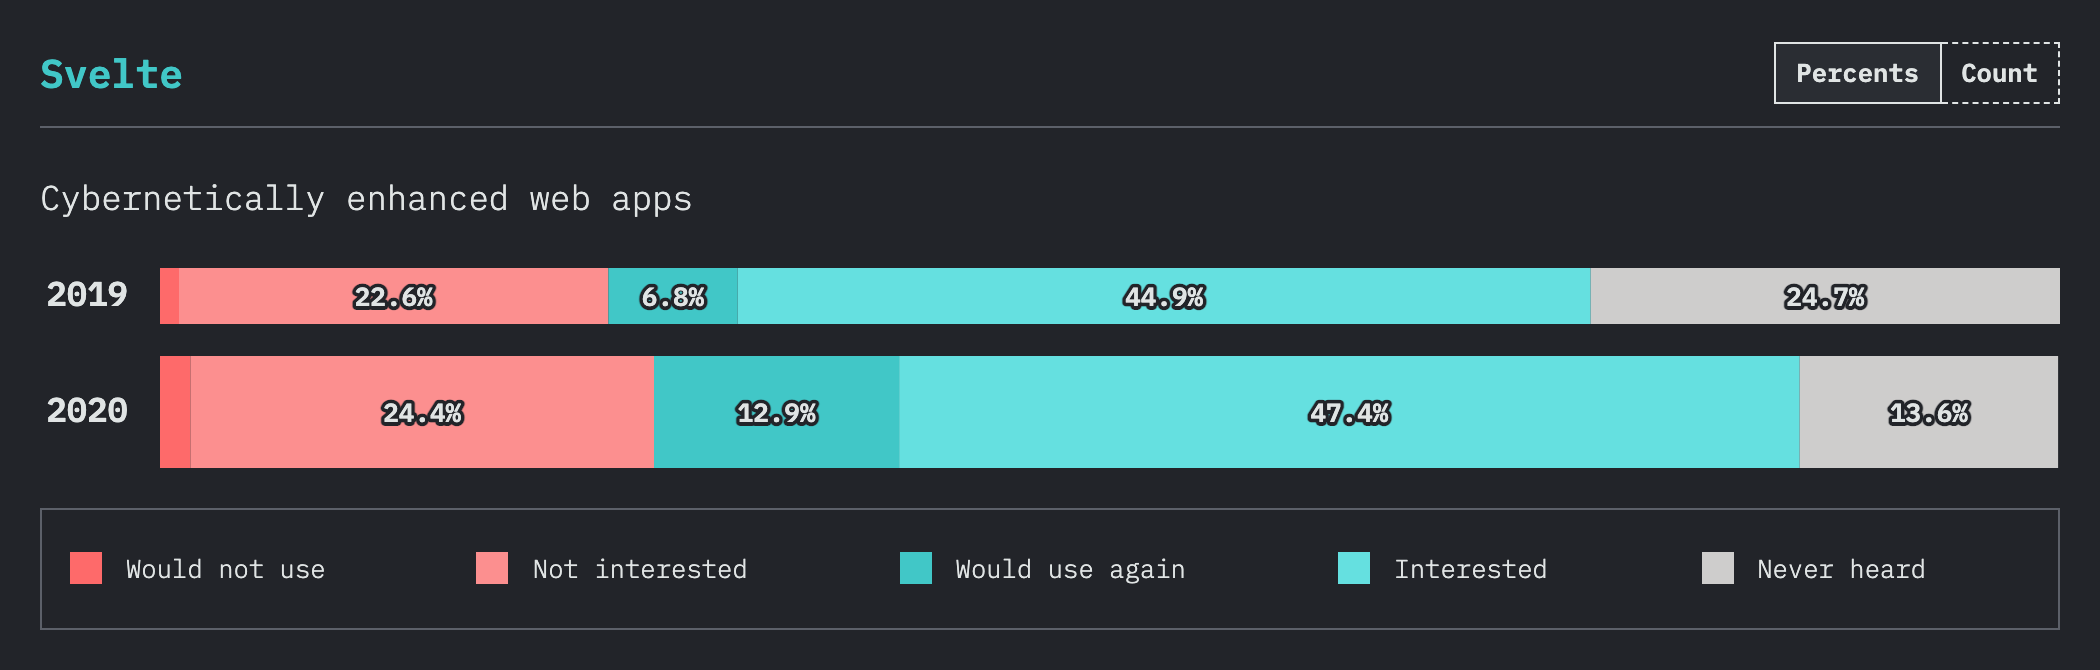 Svelte
Percents Count
Cybernetically enhanced web apps
2019 22.6% 6.8% 44.9% 24.7%
2020 24.4% 12.9% 47.4% 13.6%
Would not use Not interested Would use again Interested Never heard